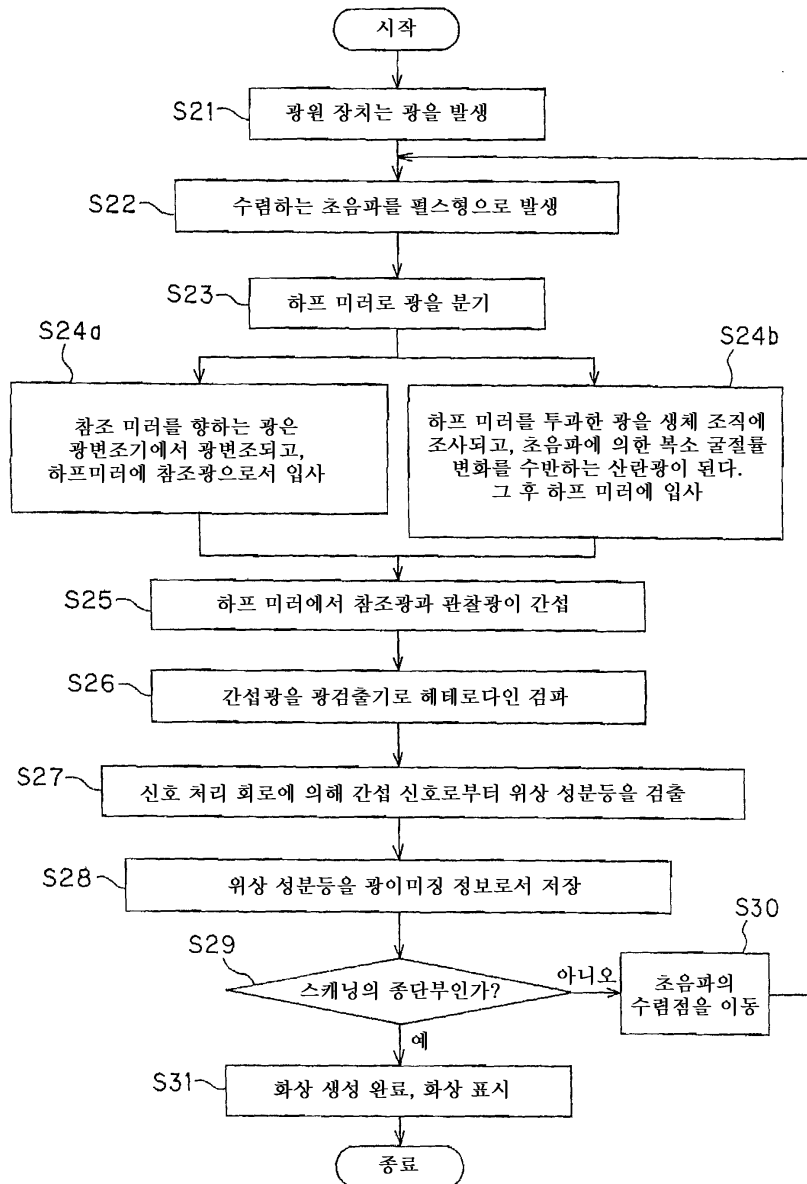 시작
S21
광원 장치는 광을 발생
S22
수렴하는 초음파를 펄스형으로 발생
S23
하프 미러로 광을 분기
S24a
참조 미러를 향하는 광은
광변조기에서 광변조되고,
하프미러에 참조광으로서 입사
S24b
하프 미러를 투과한 광을 생체 조직에
조사되고, 초음파에 의한 복소 굴절률
변화를 수반하는 산란광이 된다.
그 후 하프 미러에 입사
S25
하프 미러에서 참조광과 관찰광이 간섭
S26
간섭광을 광검출기로 헤테로다인 검파
S27
신호 처리 회로에 의해 간섭 신호로부터 위상 성분등을 검출
S28
위상 성분등을 광이미징 정보로서 저장
S29
스캐닝의 종단부인가?
아니오
S30
초음파의
수렴점을 이동
예
S31
화상 생성 완료, 화상 표시
종료